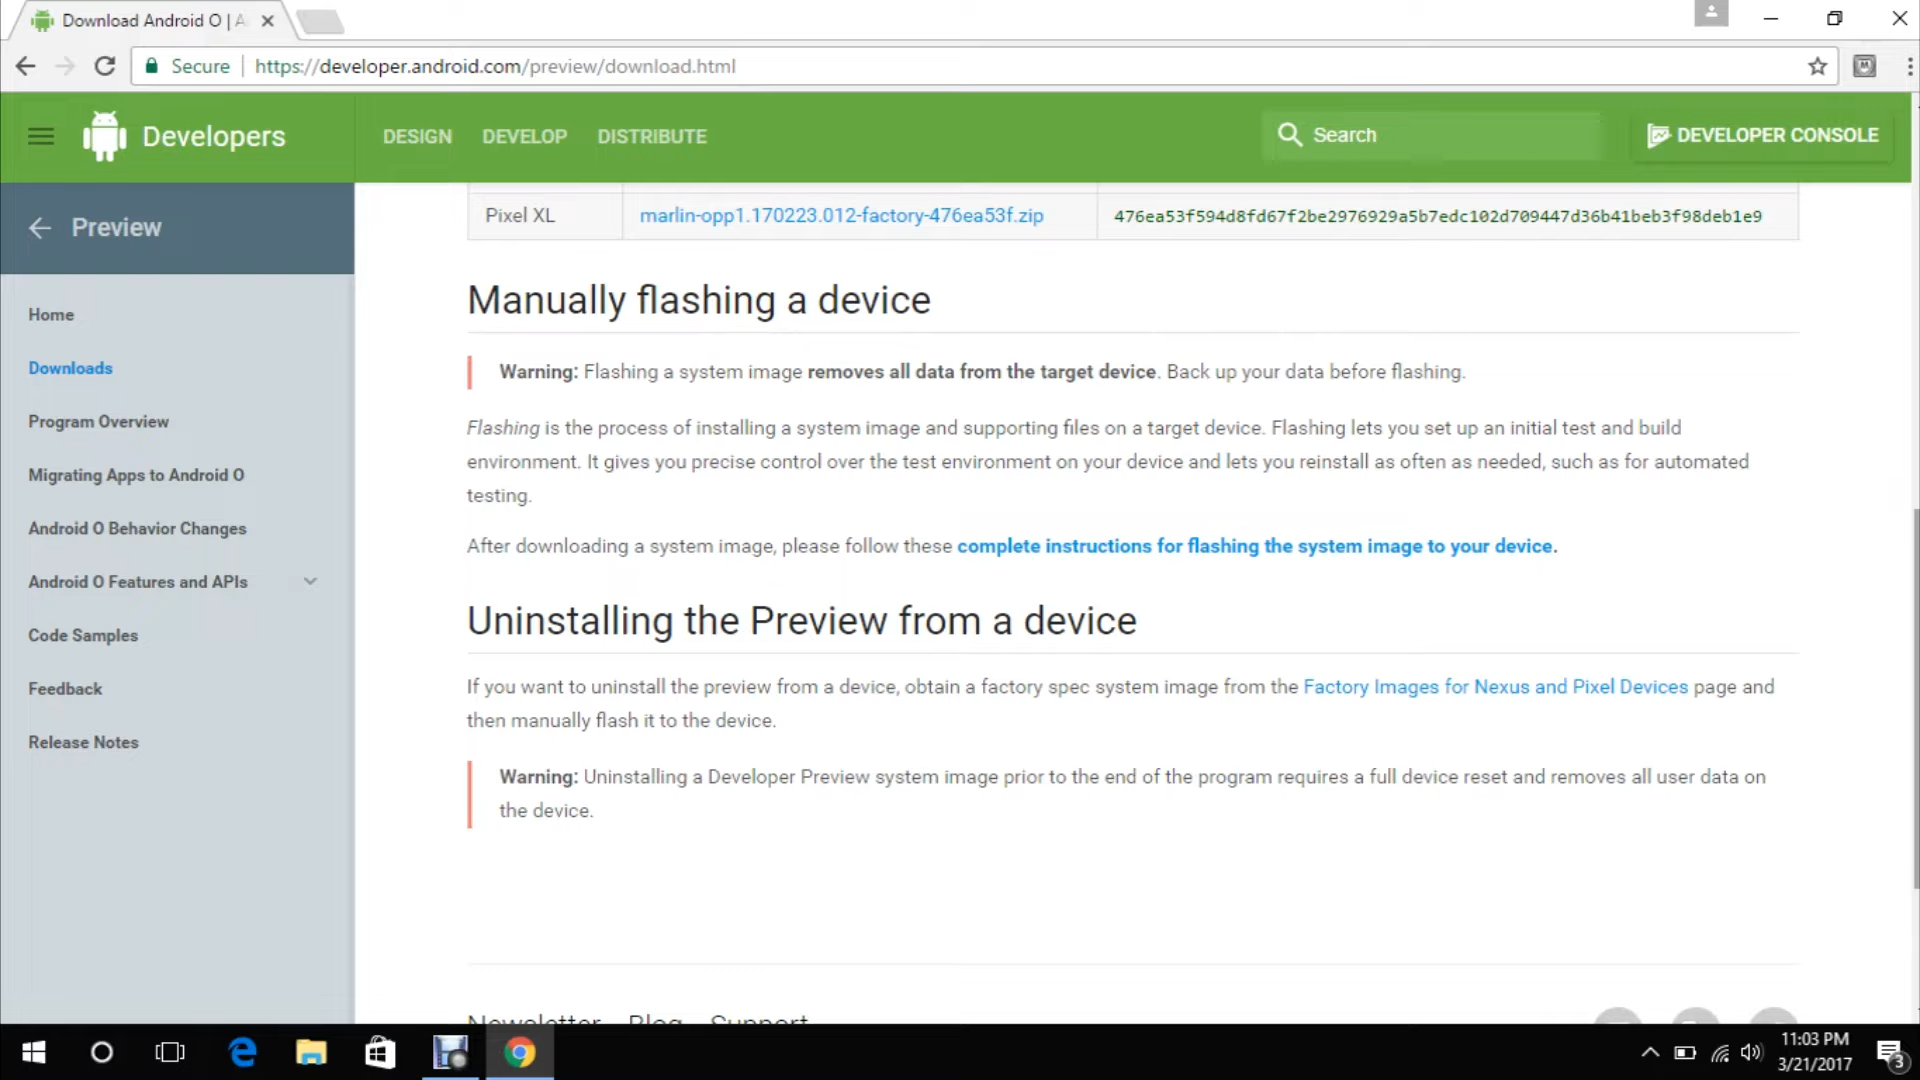 Download Android O | A
Secure
https://developer.android.com/preview/download.html
Developers
DESIGN
DEVELOP
DISTRIBUTE
Search
DEVELOPER CONSOLE
Preview
Home
Downloads
Program Overview
Migrating Apps to Android O
Android O Behavior Changes
Android O Features and APIs
Code Samples
Feedback
Release Notes
Pixel XL
marlin-opp1.170223.012-factory-476ea53f.zip
476ea53f594d8fd67f2be2976929a5b7edc102d709447d36b41beb3f98deb1e9
Manually flashing a device
Warning: Flashing a system image removes all data from the target device. Back up your data before flashing.
Flashing is the process of installing a system image and supporting files on a target device. Flashing lets you set up an initial test and build
environment. It gives you precise control over the test environment on your device and lets you reinstall as often as needed, such as for automated
testing.
After downloading a system image, please follow these complete instructions for flashing the system image to your device.
Uninstalling the Preview from a device
If you want to uninstall the preview from a device, obtain a factory spec system image from the Factory Images for Nexus and Pixel Devices page and
then manually flash it to the device.
Warning: Uninstalling a Developer Preview system image prior to the end of the program requires a full device reset and removes all user data on
the device.
Newsletter Blog Support
11:03 PM
3/21/2017
3